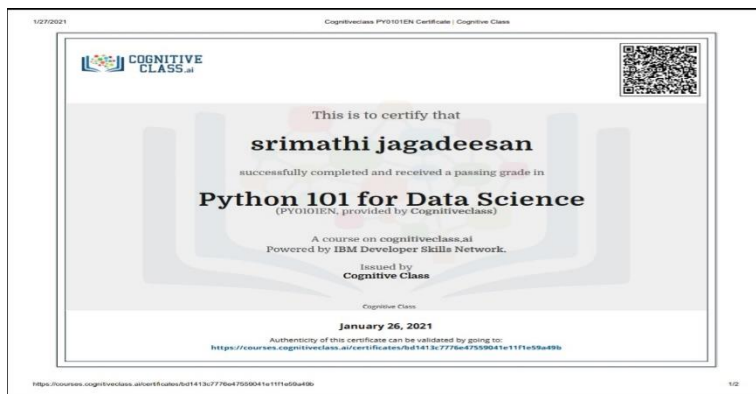 1/27/2021 Cognitiveclass PY0101EN Certificate | Cognitive Class
COGNITIVE
CLASS.ai
This is to certify that
srimathi jagadeesan
successfully completed and received a passing grade in
Python 101 for Data Science
(PY0101EN, provided by Cognitiveclass)
A course on cognitiveclass.ai
Powered by IBM Developer Skills Network.
Issued by
Cognitive Class
Cognitive Class
January 26, 2021
Authenticity of this certificate can be validated by going to:
https://courses.cognitiveclass.ai/certificates/bd1413c7776e47559041e11f1e59a49b
https://courses.cognitiveclass.ai/certificates/bd1413c7776e47559041e11f1e59a49b 1/2